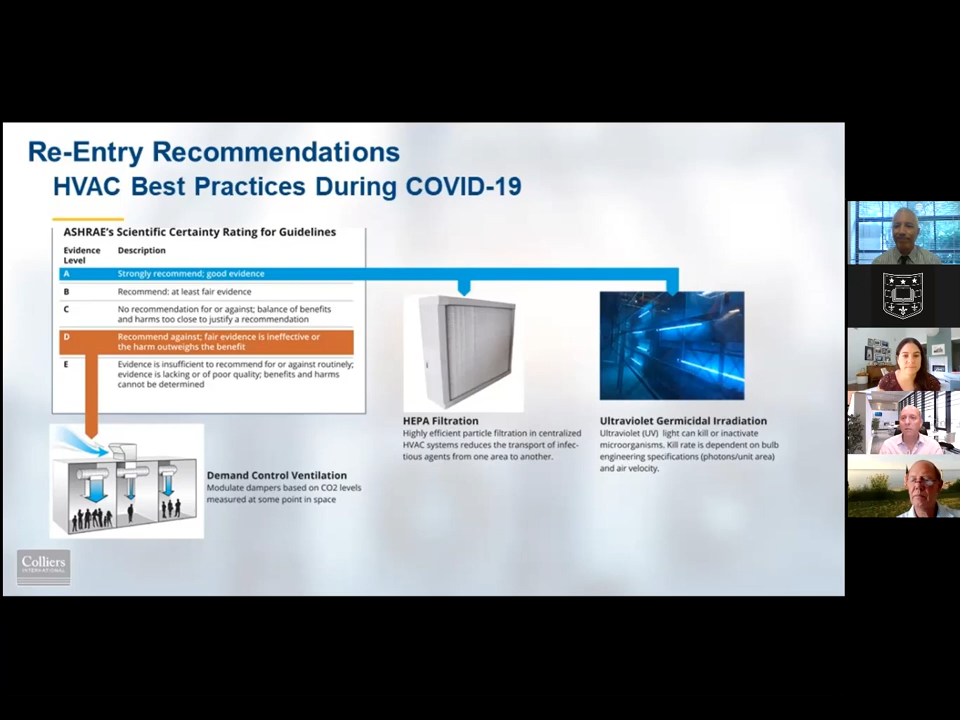 Re-Entry Recommendations
HVAC Best Practices During COVID-19
ASHRAE's Scientific Certainty Rating for Guidelines
Evidence Level
Description
A Strongly recommend; good evidence
B Recommend; at least fair evidence
C No recommendation for or against; balance of benefits
and harms too close to justify a recommendation
D Recommend against; fair evidence is ineffective or
the harm outweighs the benefit
E Evidence is insufficient to recommend for or against routinely;
evidence is lacking or of poor quality; benefits and harms
cannot be determined
HEPA Filtration
Highly efficient particle filtration in centralized
HVAC systems reduces the transport of infec-
tious agents from one area to another.
Ultraviolet Germicidal Irradiation
Ultraviolet (UV) light can kill or inactivate
microorganisms. Kill rate is dependent on bulb
engineering specifications (photons/unit area)
and air velocity.
Demand Control Ventilation
Modulate dampers based on CO2 levels
measured at some point in space
Colliers
INTERNATIONAL